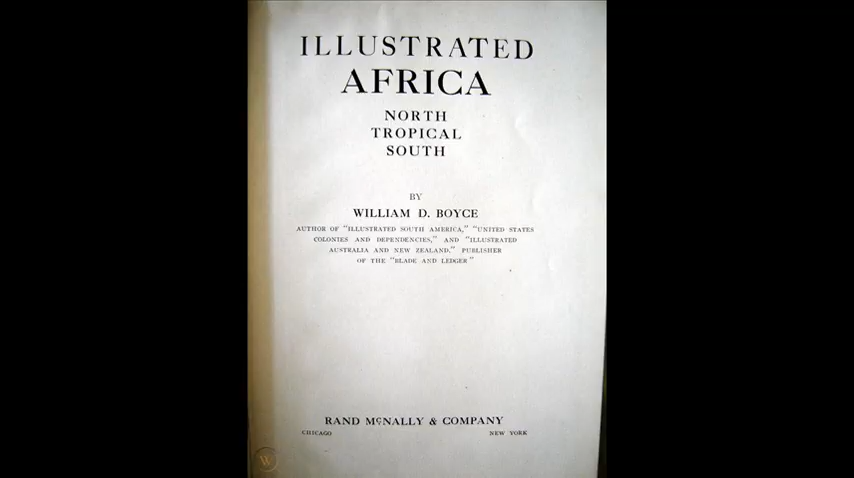 ILLUSTRATED
AFRICA
NORTH
TROPICAL
SOUTH
BY
WILLIAM D. BOYCE
AUTHOR OF "ILLUSTRATED SOUTH AMERICA," "UNITED STATES
COLONIES AND DEPENDENCIES," AND "ILLUSTRATED
AUSTRALIA AND NEW ZEALAND," PUBLISHER
OF THE "BLADE AND LEDGER"
RAND McNALLY & COMPANY
CHICAGO NEW YORK
W